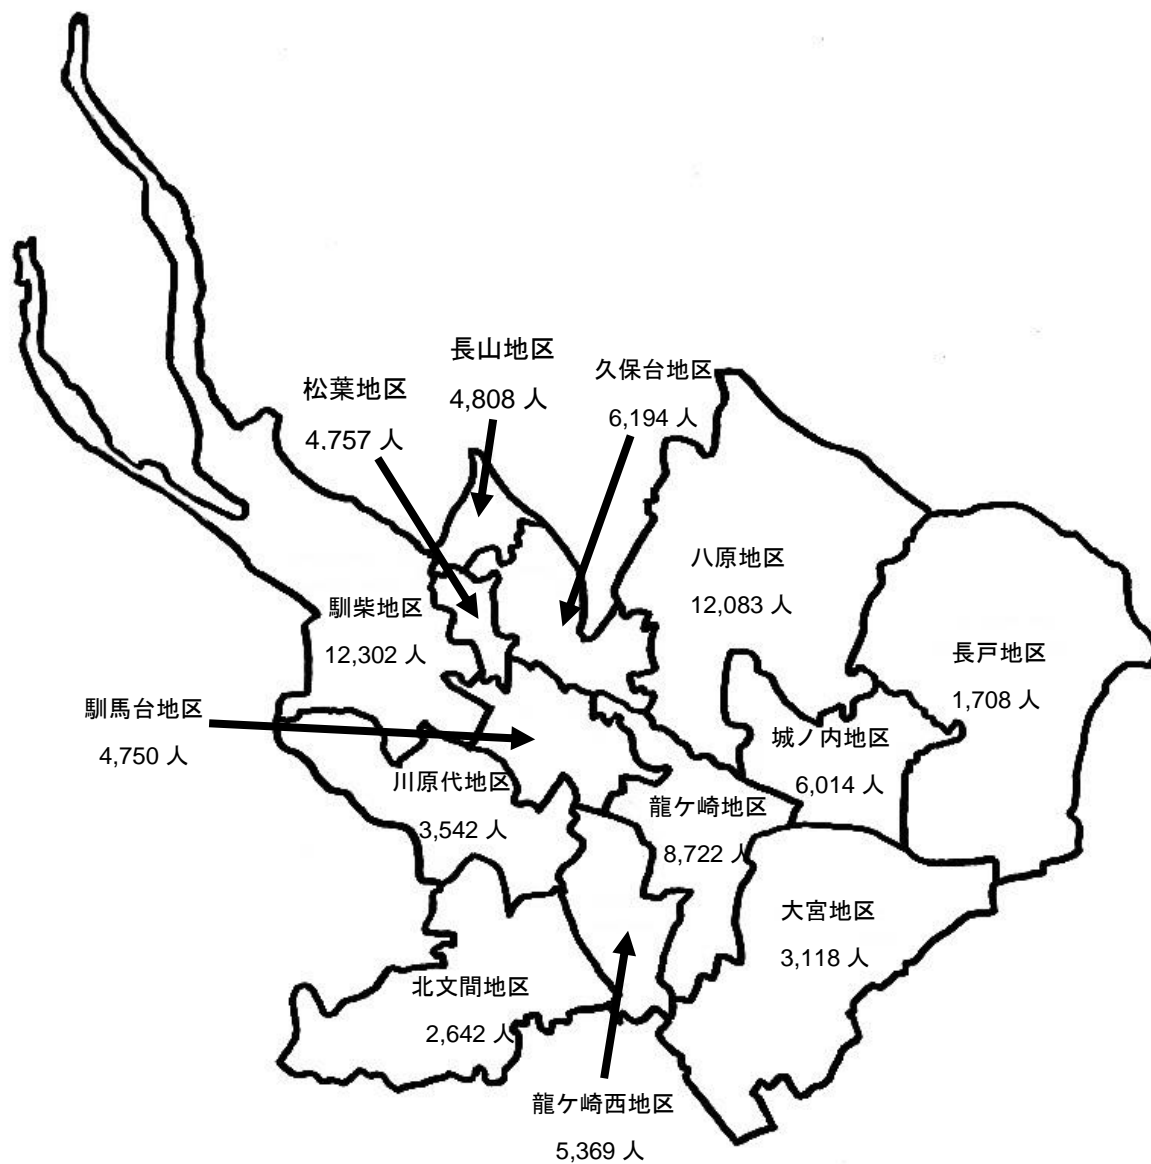 長山地区
4,808 人
久保台地区
6,194 人
松葉地区
4,757 人
八原地区
12,083 人
馴柴地区
12,302 人
長戸地区
1,708 人
馴馬台地区
4,750 人
城ノ内地区
6,014 人
川原代地区
3,542 人
龍ケ崎地区
8,722 人
大宮地区
3,118 人
北文間地区
2,642 人
龍ケ崎西地区
5,369 人